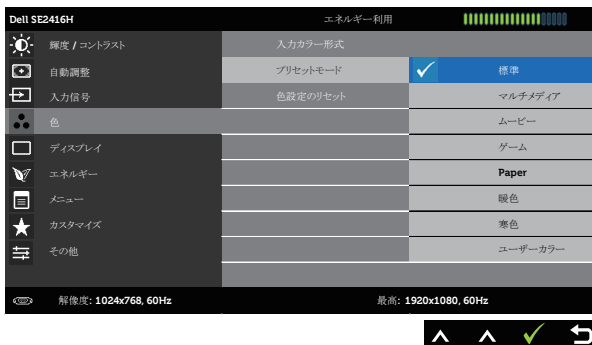 Dell SE2416H
エネルギー利用
輝度 / コントラスト
入力カラー形式
自動調整
プリセットモード
標準
入力信号
色設定のリセット
マルチメディア
色
ムービー
ディスプレイ
ゲーム
エネルギー
Paper
メニュー
暖色
カスタマイズ
寒色
その他
ユーザーカラー
解像度: 1024x768, 60Hz
最高: 1920x1080, 60Hz